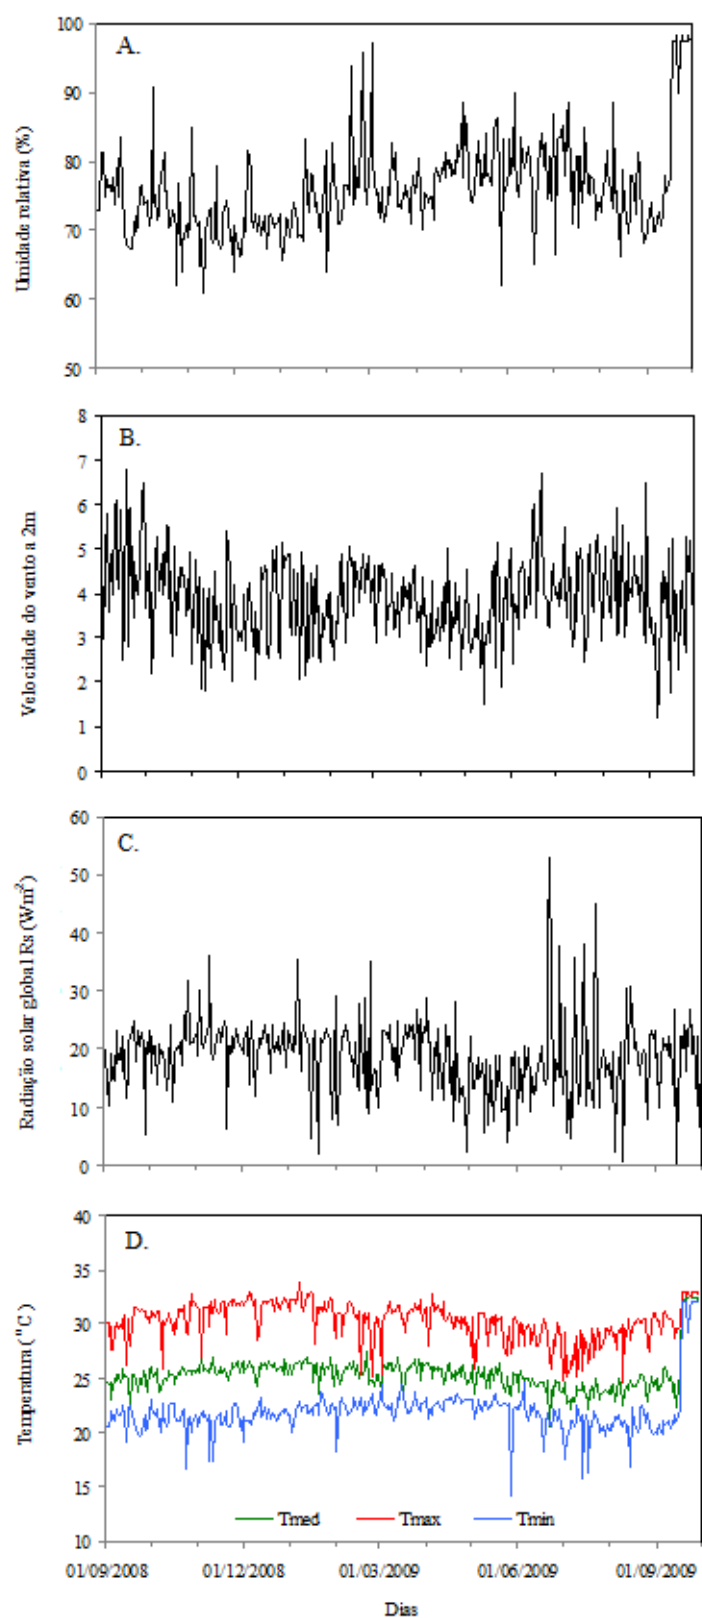 A.
Umidade relativa (%)
100
90
80
70
60
50
B.
Velocidade do vento a 2m
8
7
6
5
4
3
2
1
0
C.
Radiação solar global Rs (Wm²)
60
50
40
30
20
10
0
D.
Temperatura (°C)
40
35
30
25
20
15
10
Tmed Tmax Tmin
01/09/2008 01/12/2008 01/03/2009 01/06/2009 01/09/2009
Dias